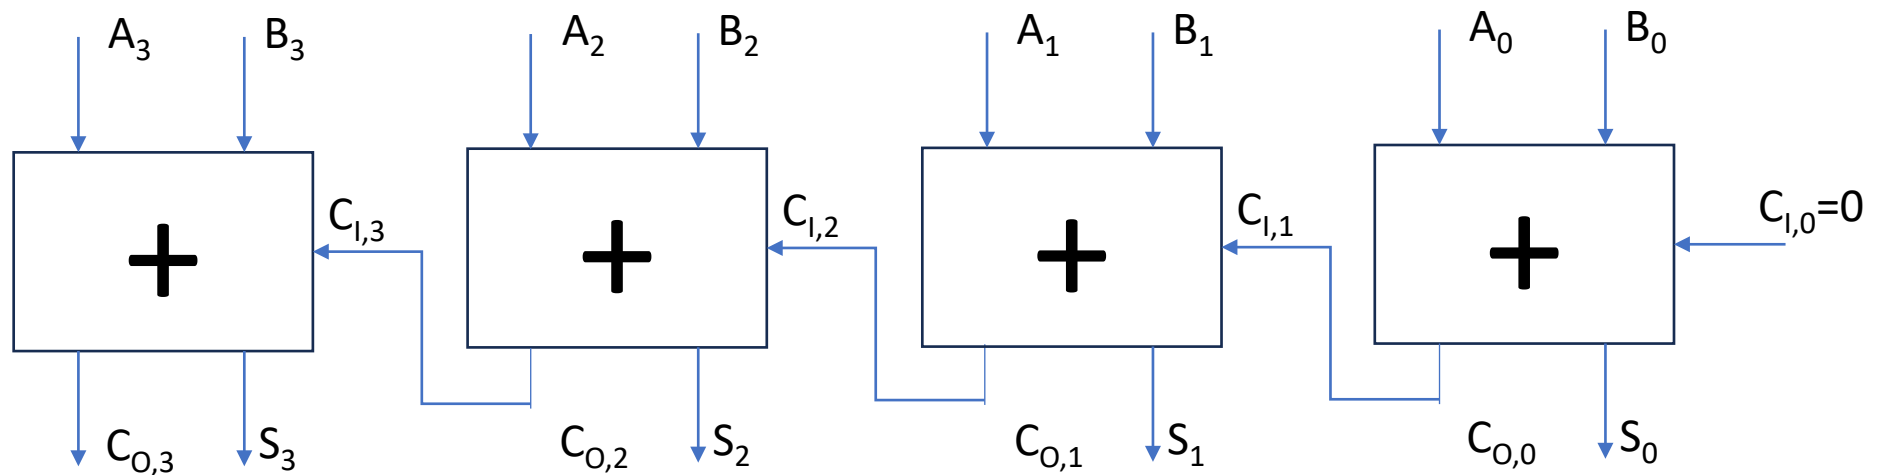 A3 B3 A2 B2 A1 B1 A0 B0
CI,3 CI,2 CI,1 CI,0=0
+ + + +
CO,3 S3 CO,2 S2 CO,1 S1 CO,0 S0